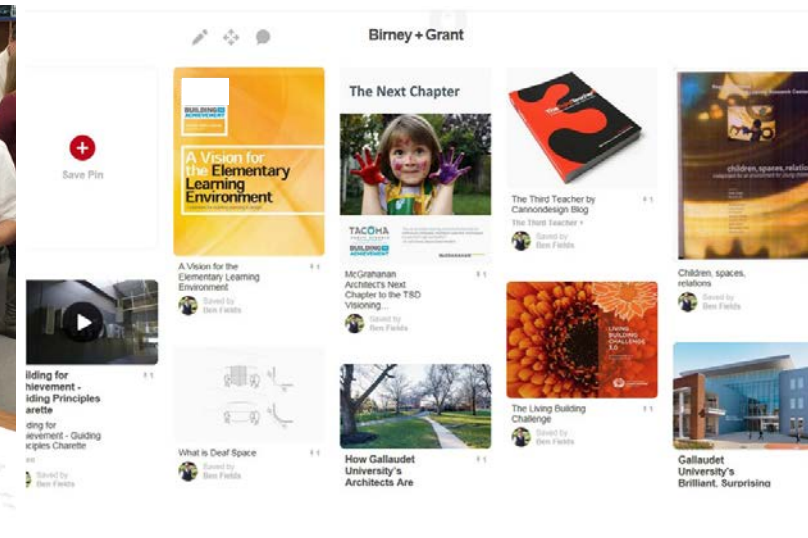 Birney + Grant
Save Pin
BUILDING
ACHIEVEMENT
A Vision for
the Elementary
Learning
Environment
A Vision for the
Elementary Learning
Environment
Saved by
Ben Fields
The Next Chapter
TACOMA
BUILDING
ACHIEVEMENT
McGranahan
Architect's Next
Chapter to the TSD
Visioning...
Saved by
Ben Fields
The Third Teacher by
Cannondesign Blog
The Third Teacher
Saved by
Ben Fields
children, spaces, relatio
Children, spaces,
relations
Saved by
Ben Fields
ilding for
hievement -
iding Principles
arette
ding for
ievement - Guiding
ciples Charette
Saved by
Ben Fields
What is Deaf Space
Saved by
Ben Fields
How Gallaudet
University's
Architects Are
LIVING
BUILDING
CHALLENGE
The Living Building
Challenge
Saved by
Ben Fields
Gallaudet
University's
Brilliant, Surprising